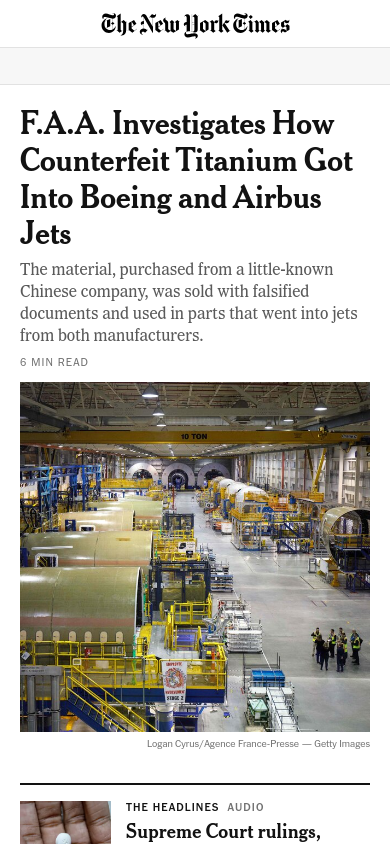 The New York Times
F.A.A. Investigates How
Counterfeit Titanium Got
Into Boeing and Airbus
Jets
The material, purchased from a little-known
Chinese company, was sold with falsified
documents and used in parts that went into jets
from both manufacturers.
6 MIN READ
10 TON
STAGE 2
Logan Cyrus/Agence France-Presse — Getty Images
THE HEADLINES AUDIO
Supreme Court rulings,